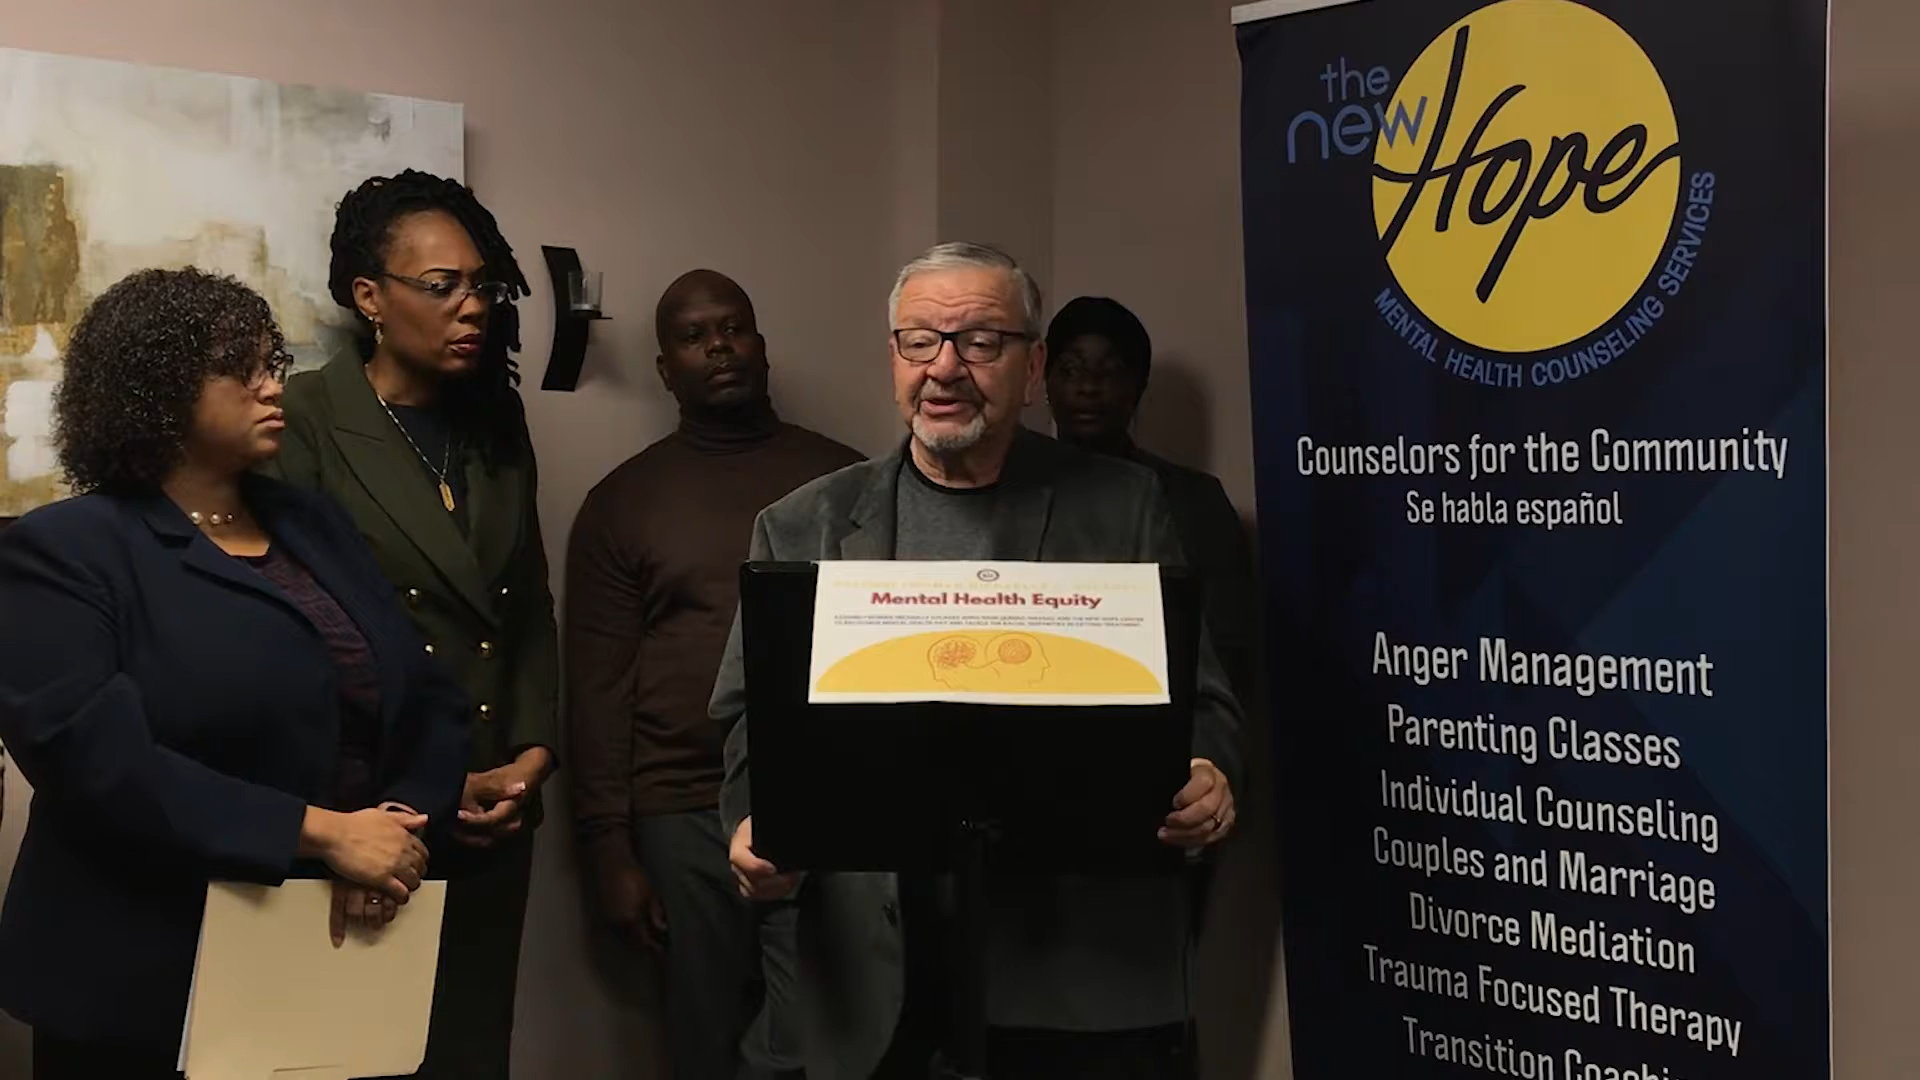 the
new
Hope
MENTAL HEALTH COUNSELING SERVICES
Counselors for the Community
Se habla español
Mental Health Equity
Anger Management
Parenting Classes
Individual Counseling
Couples and Marriage
Divorce Mediation
Trauma Focused Therapy
Transition